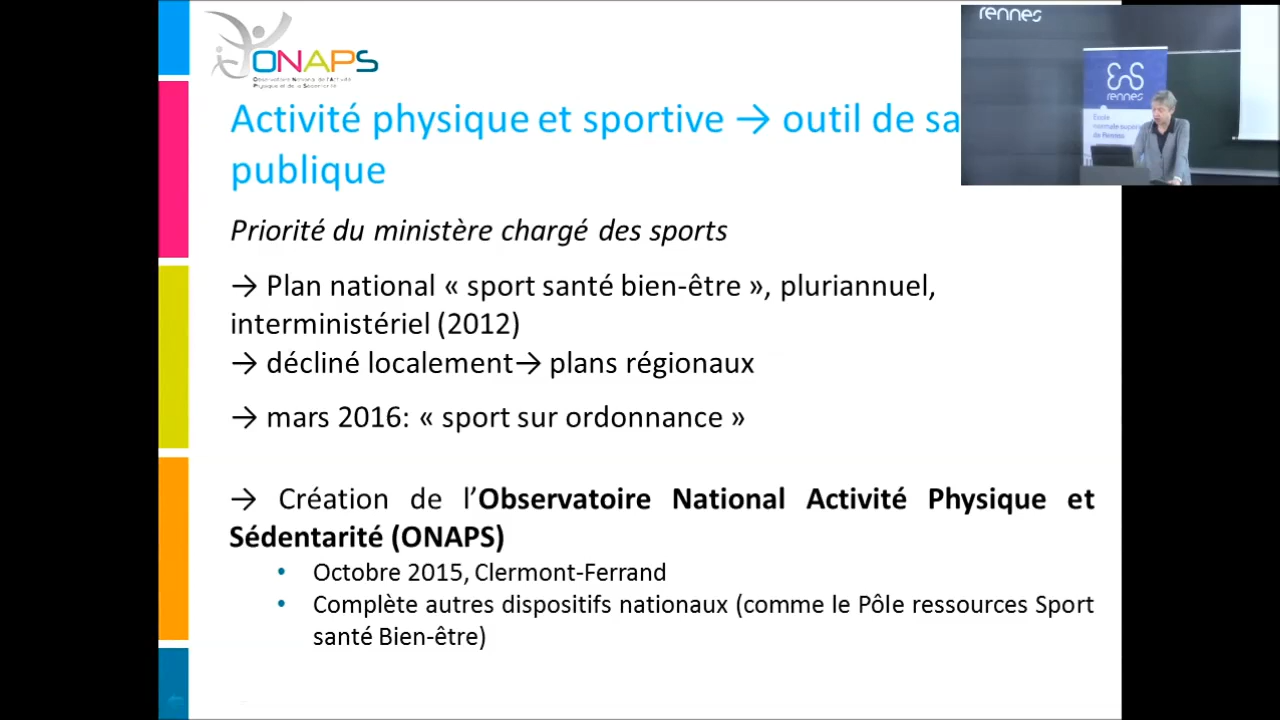 ONAPS
Observatoire National de l'Activité
Physique et de la Sédentarité
Activité physique et sportive → outil de sa
publique
Priorité du ministère chargé des sports
→ Plan national « sport santé bien-être », pluriannuel,
interministériel (2012)
→ décliné localement→ plans régionaux
→ mars 2016: « sport sur ordonnance »
→ Création de l'Observatoire National Activité Physique et
Sédentarité (ONAPS)
• Octobre 2015, Clermont-Ferrand
• Complète autres dispositifs nationaux (comme le Pôle ressources Sport
santé Bien-être)
rennes
ENS
rennes
École
normale supér
de Rennes